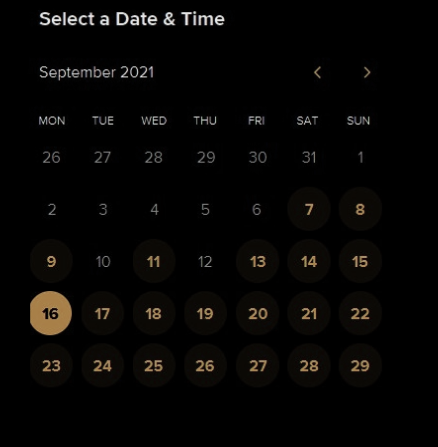 Select a Date & Time
September 2021
MON TUE WED THU FRI SAT SUN
26 27 28 29 30 31 1
2 3 4 5 6 7 8
9 10 11 12 13 14 15
16 17 18 19 20 21 22
23 24 25 26 27 28 29